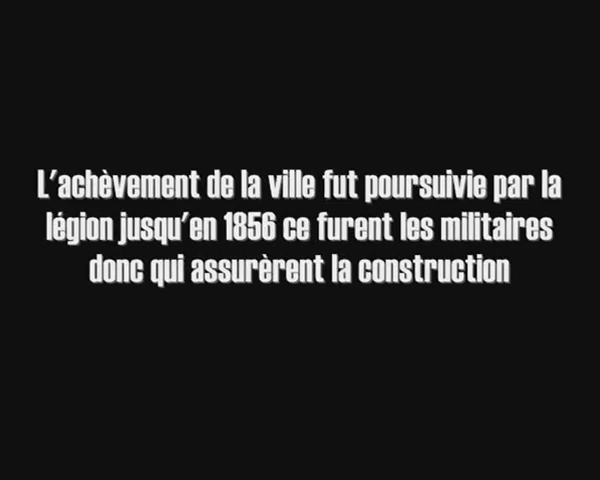 L'achèvement de la ville fut poursuivie par la
légion jusqu'en 1856 ce furent les militaires
donc qui assurèrent la construction